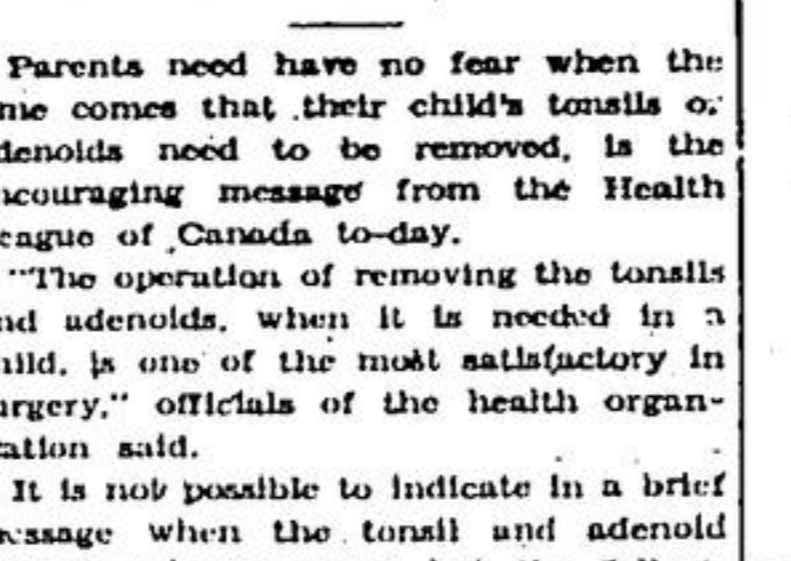 Parents need have no fear when the
me comes that their child's tonsils or
denoids need to be removed, is the
ncouraging message from the Health
eague of Canada to-day.
"The operation of removing the tonsils
nd adenoids, when it is needed in a
hild, is one of the most satisfactory in
urgery," officials of the health organ-
ation said.
It is not possible to indicate in a brief
essage when the tonsil and adenoid